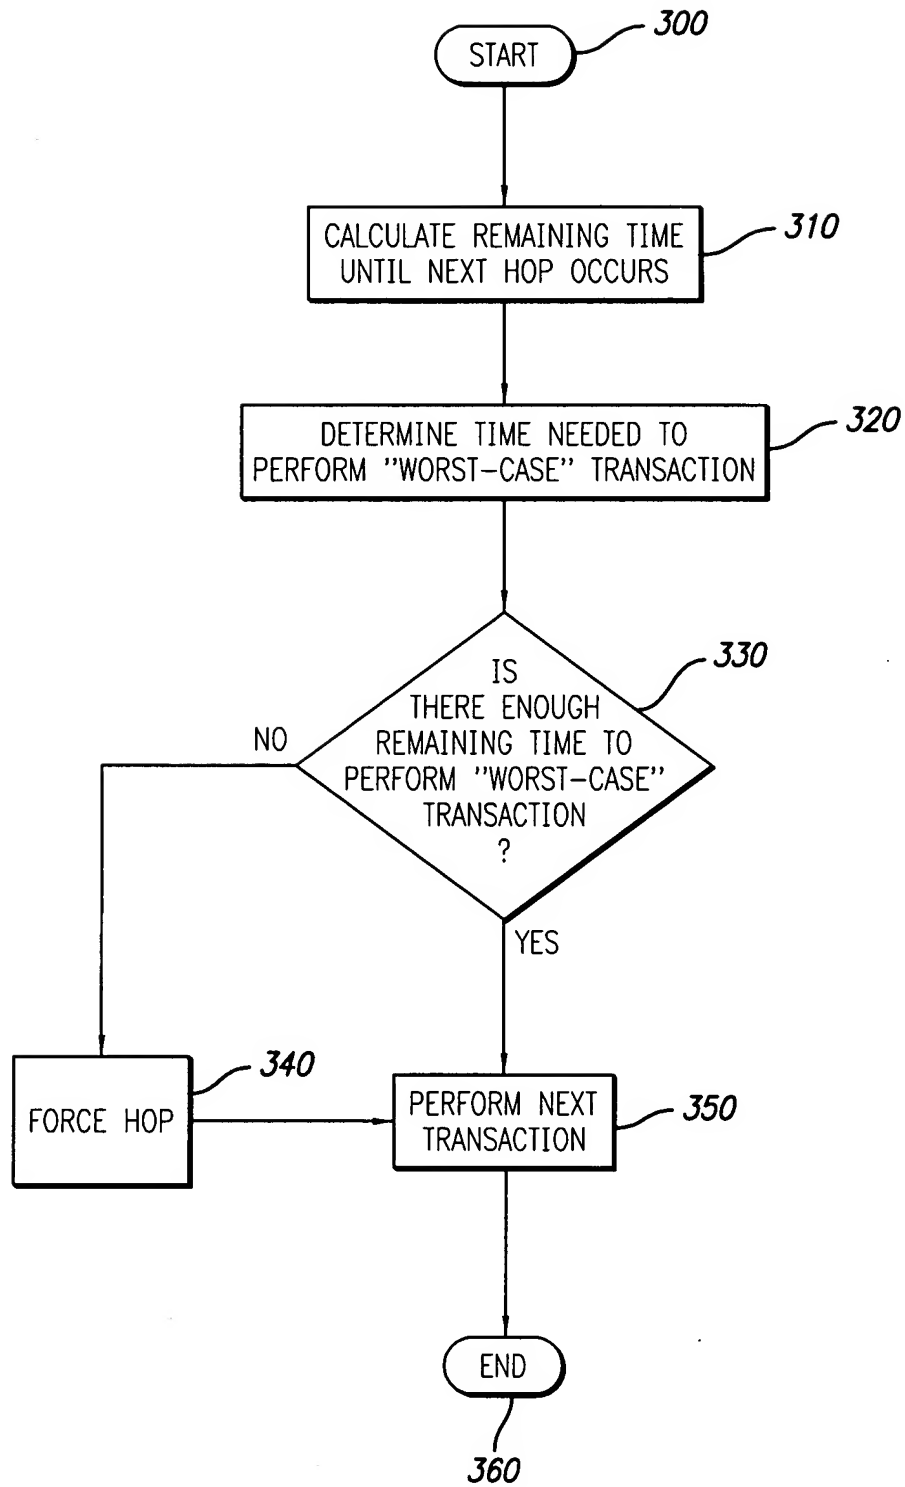 START
300
CALCULATE REMAINING TIME
UNTIL NEXT HOP OCCURS
310
DETERMINE TIME NEEDED TO
PERFORM "WORST-CASE" TRANSACTION
320
IS
THERE ENOUGH
REMAINING TIME TO
PERFORM "WORST-CASE"
TRANSACTION
?
330
NO
YES
FORCE HOP
340
PERFORM NEXT
TRANSACTION
350
END
360